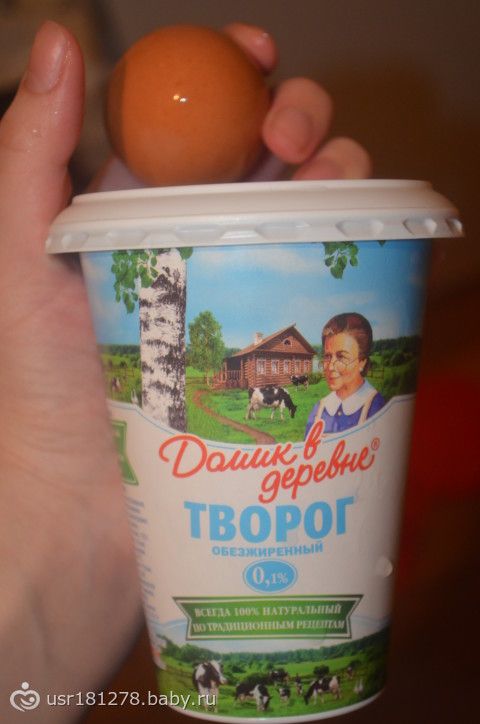 Домик в
деревне®
ТВОРОГ
ОБЕЗЖИРЕННЫЙ
0,1%
ВСЕГДА 100% НАТУРАЛЬНЫЙ
ПО ТРАДИЦИОННЫМ РЕЦЕПТАМ
usr181278.baby.ru